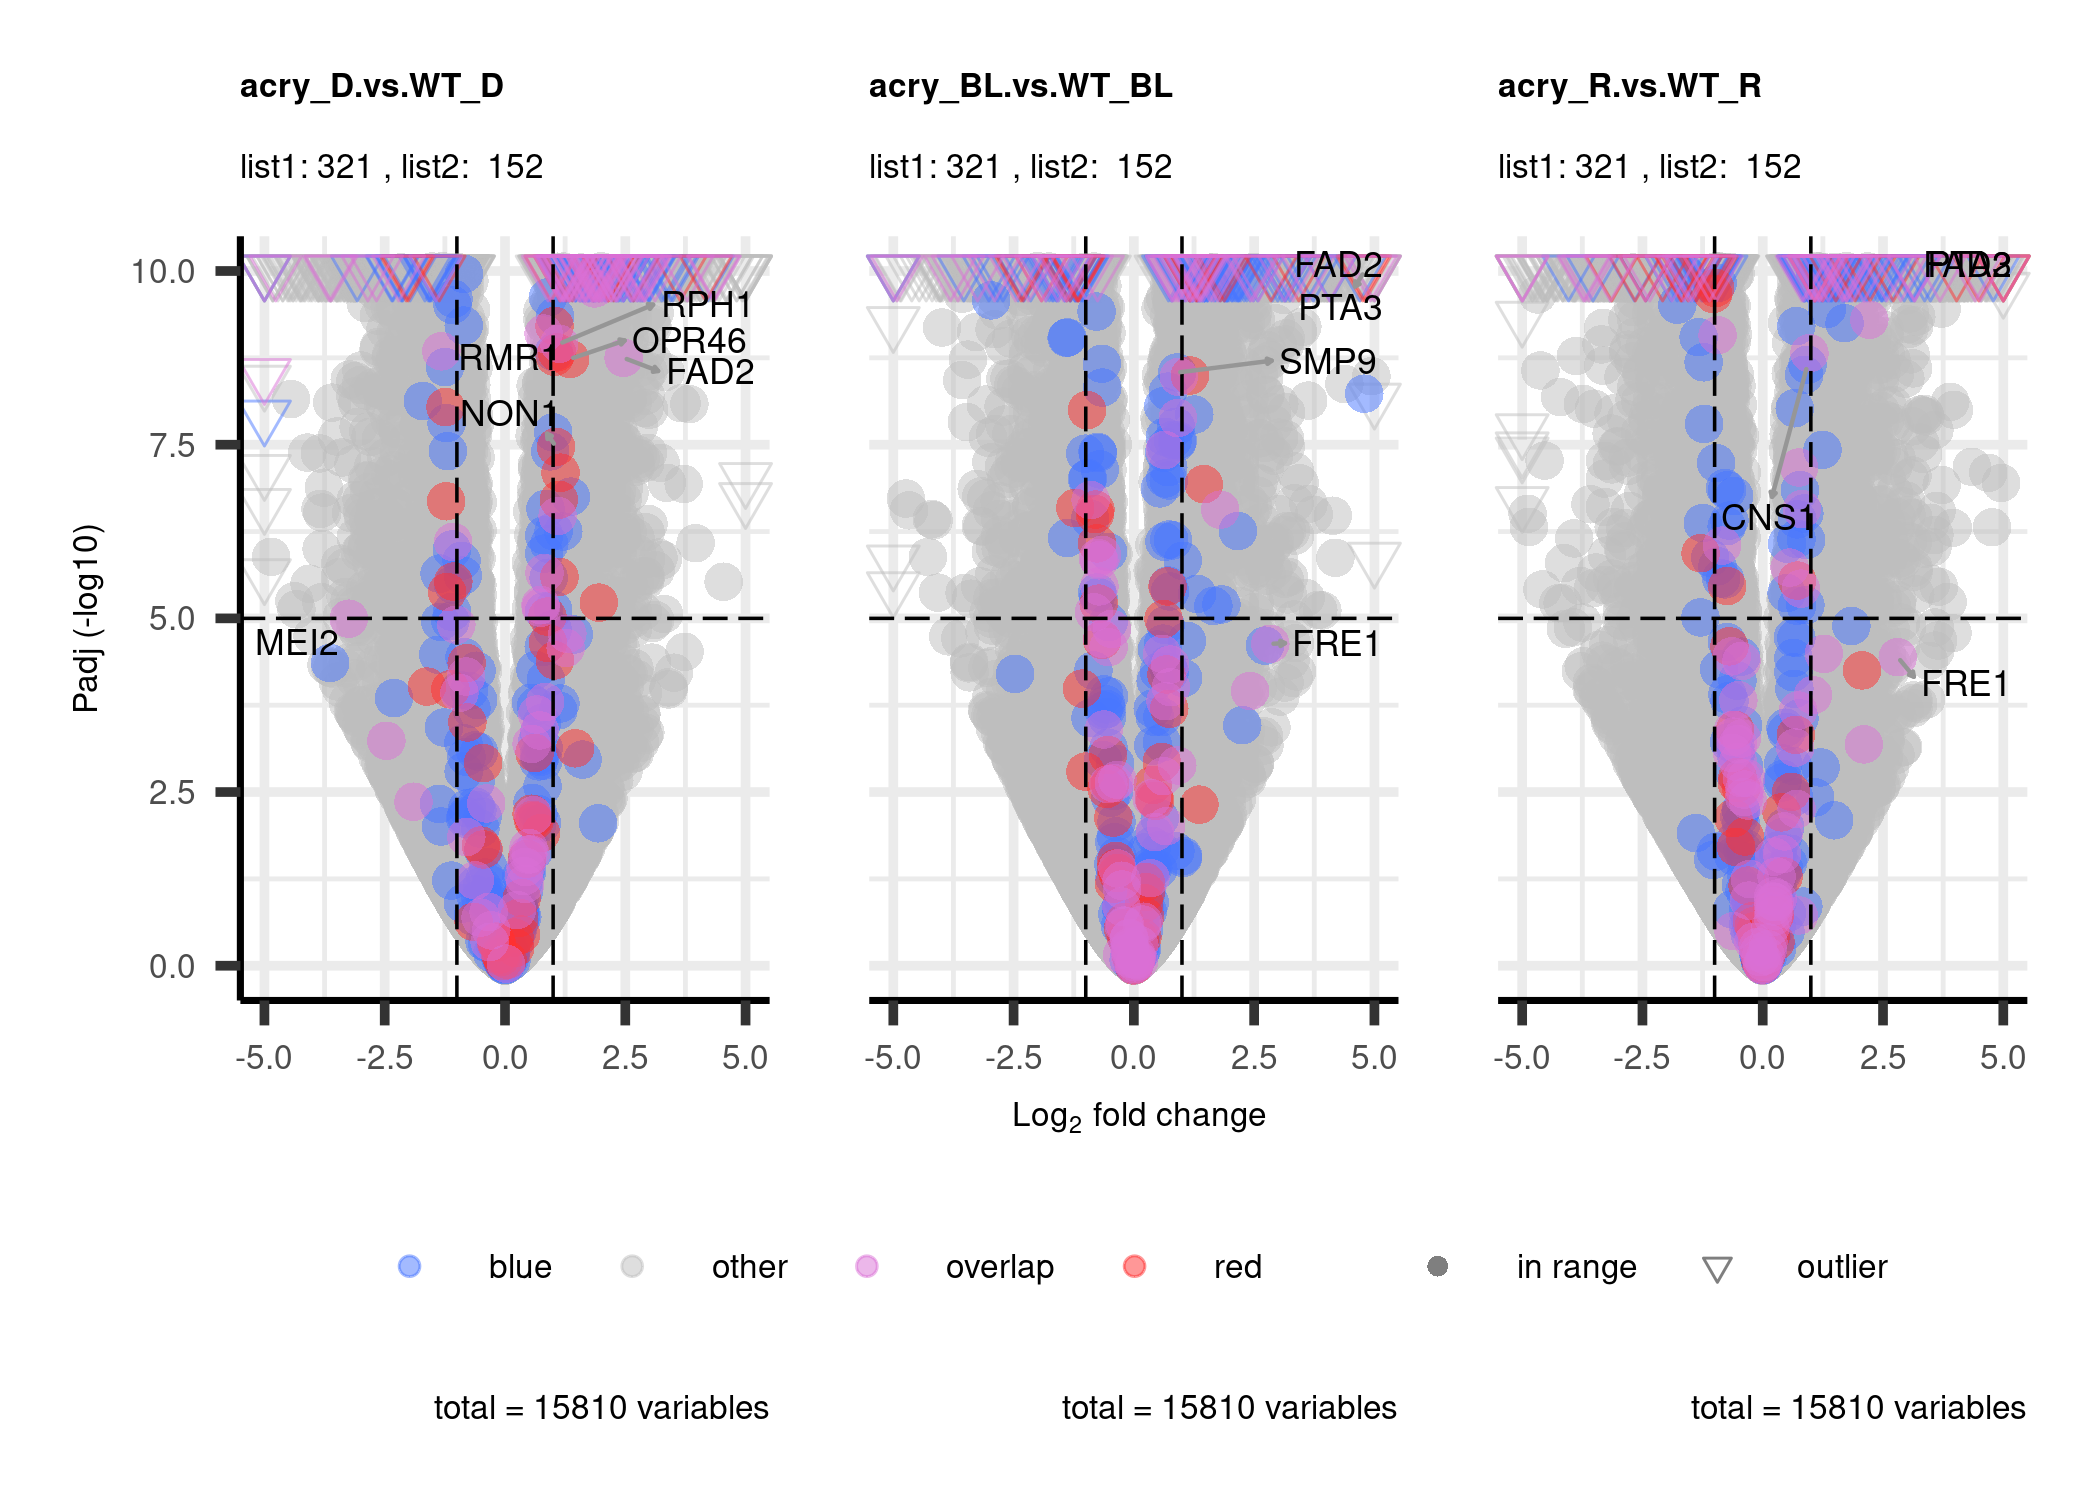 acry_D.vs.WT_D
list1: 321 , list2:  152
acry_BL.vs.WT_BL
list1: 321 , list2:  152
acry_R.vs.WT_R
list1: 321 , list2:  152
Padj (-log10)
10.0
7.5
5.0
2.5
0.0
RPH1
OPR46
RMR1
FAD2
NON1
MEI2
-5.0
-2.5
0.0
2.5
5.0
FAD2
PTA3
SMP9
FRE1
-5.0
-2.5
0.0
2.5
5.0
PTA3
FAD2
CNS1
FRE1
-5.0
-2.5
0.0
2.5
5.0
Log2 fold change
blue
other
overlap
red
in range
outlier
total = 15810 variables
total = 15810 variables
total = 15810 variables